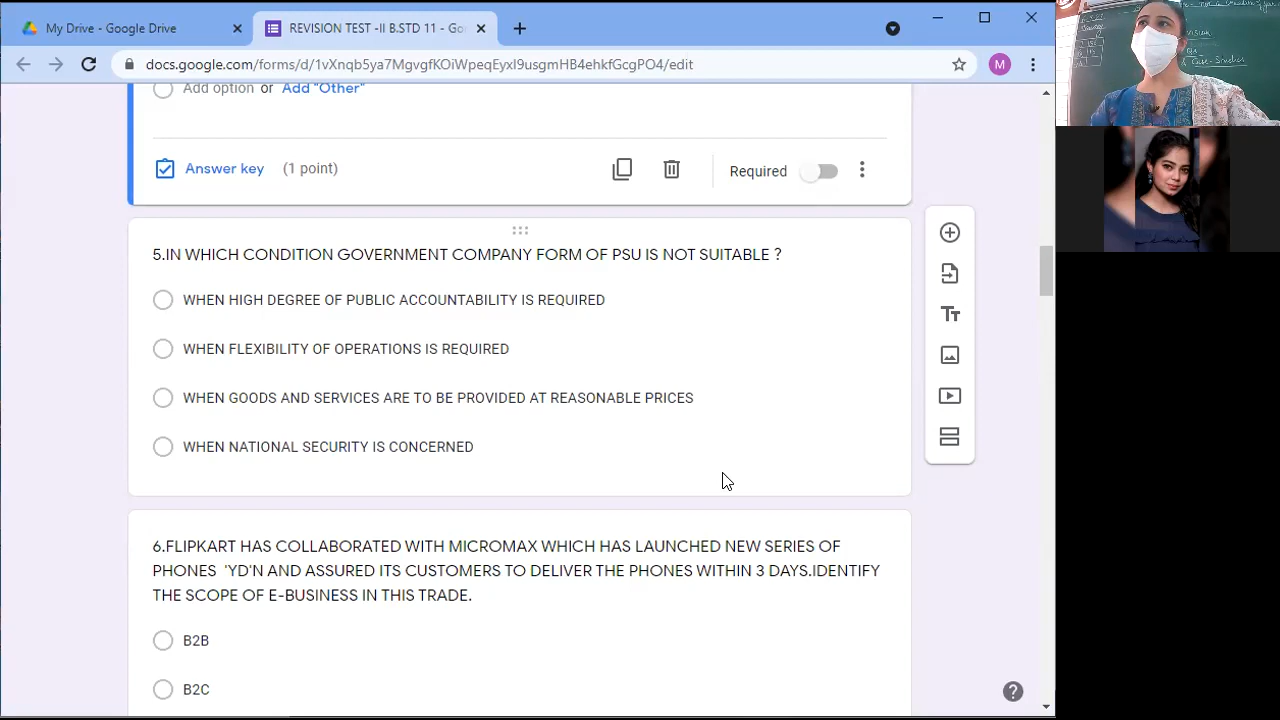 My Drive - Google Drive
REVISION TEST -II B.STD 11 - Go
docs.google.com/forms/d/1vXnqb5ya7MgvgfKOiWpeqEyxI9usgmHB4ehkfGcgPO4/edit
M
Add option or Add "Other"
Answer key (1 point)
Required
5.IN WHICH CONDITION GOVERNMENT COMPANY FORM OF PSU IS NOT SUITABLE ?
WHEN HIGH DEGREE OF PUBLIC ACCOUNTABILITY IS REQUIRED
WHEN FLEXIBILITY OF OPERATIONS IS REQUIRED
WHEN GOODS AND SERVICES ARE TO BE PROVIDED AT REASONABLE PRICES
WHEN NATIONAL SECURITY IS CONCERNED
6.FLIPKART HAS COLLABORATED WITH MICROMAX WHICH HAS LAUNCHED NEW SERIES OF
PHONES 'YD'N AND ASSURED ITS CUSTOMERS TO DELIVER THE PHONES WITHIN 3 DAYS.IDENTIFY
THE SCOPE OF E-BUSINESS IN THIS TRADE.
B2B
B2C
Case-Studies